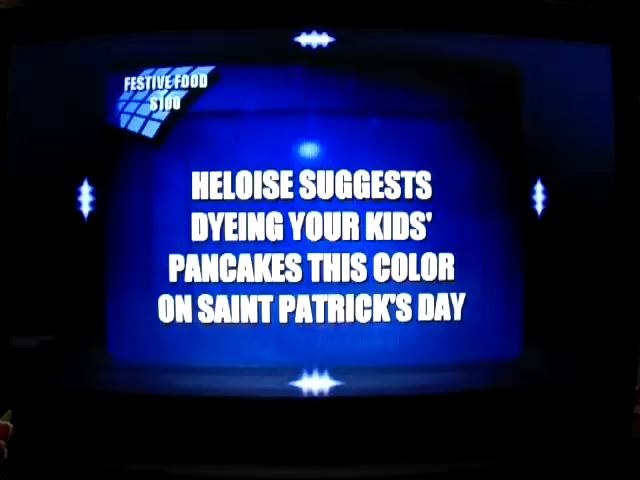 FESTIVE FOOD
$100
HELOISE SUGGESTS
DYEING YOUR KIDS'
PANCAKES THIS COLOR
ON SAINT PATRICK'S DAY